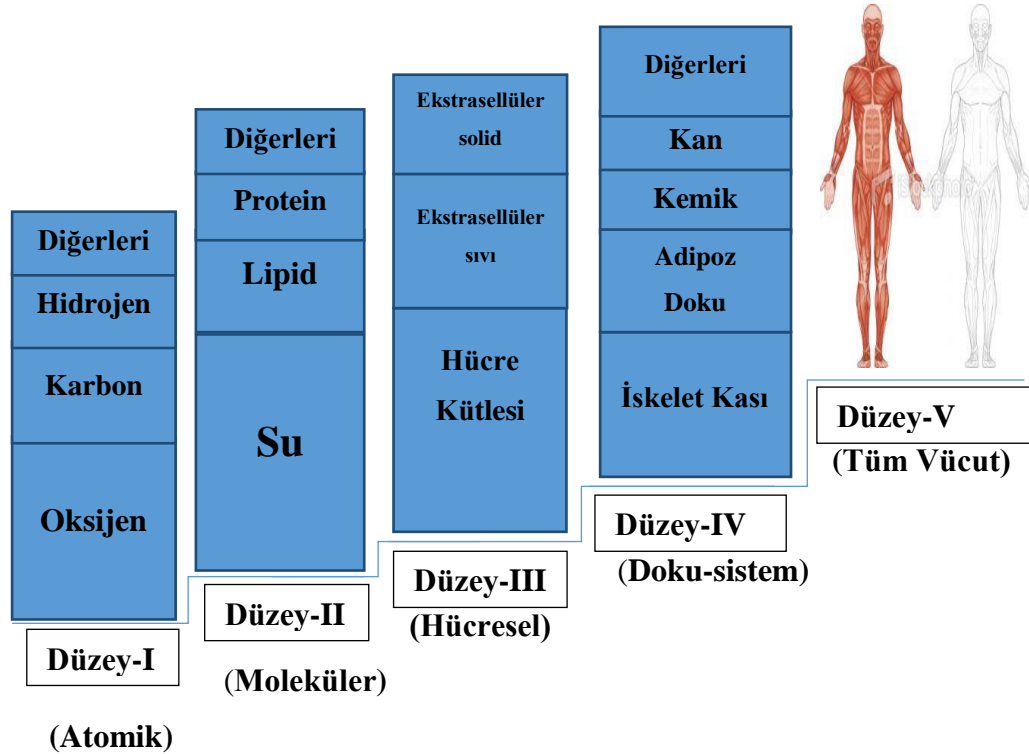 Diğerleri
Hidrojen
Karbon
Oksijen
Düzey-I
(Atomik)
Diğerleri
Protein
Lipid
Su
Düzey-II
(Moleküler)
Ekstrasellüler
solid
Ekstrasellüler
sıvı
Hücre
Kütlesi
Düzey-III
(Hücresel)
Diğerleri
Kan
Kemik
Adipoz
Doku
İskelet Kası
Düzey-IV
(Doku-sistem)
Düzey-V
(Tüm Vücut)